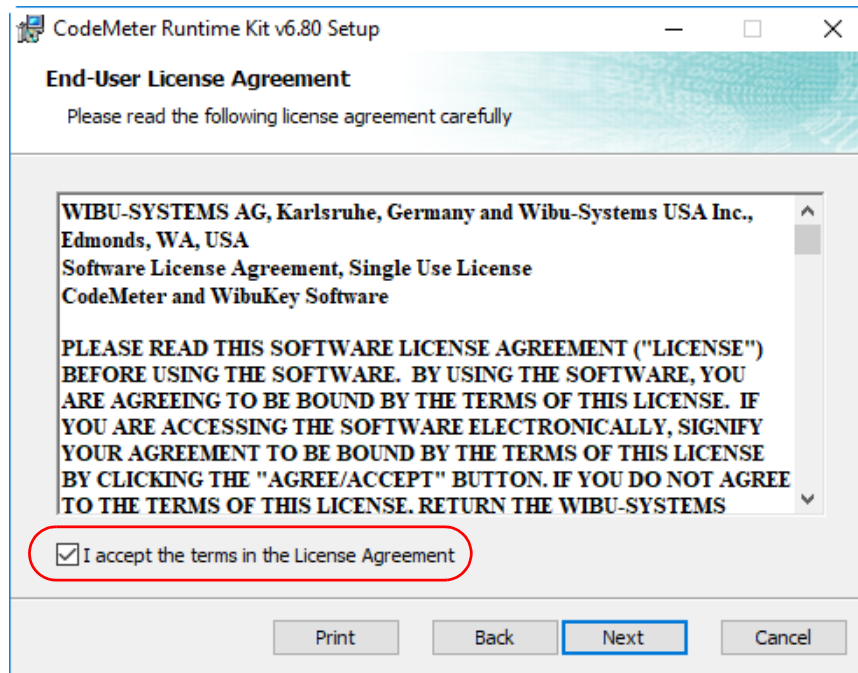 CodeMeter Runtime Kit v6.80 Setup
End-User License Agreement
Please read the following license agreement carefully
WIBU-SYSTEMS AG, Karlsruhe, Germany and Wibu-Systems USA Inc.,
Edmonds, WA, USA
Software License Agreement, Single Use License
CodeMeter and WibuKey Software
PLEASE READ THIS SOFTWARE LICENSE AGREEMENT ("LICENSE")
BEFORE USING THE SOFTWARE.  BY USING THE SOFTWARE, YOU
ARE AGREEING TO BE BOUND BY THE TERMS OF THIS LICENSE.  IF
YOU ARE ACCESSING THE SOFTWARE ELECTRONICALLY, SIGNIFY
YOUR AGREEMENT TO BE BOUND BY THE TERMS OF THIS LICENSE
BY CLICKING THE "AGREE/ACCEPT" BUTTON. IF YOU DO NOT AGREE
TO THE TERMS OF THIS LICENSE, RETURN THE WIBU-SYSTEMS
I accept the terms in the License Agreement
Print Back Next Cancel